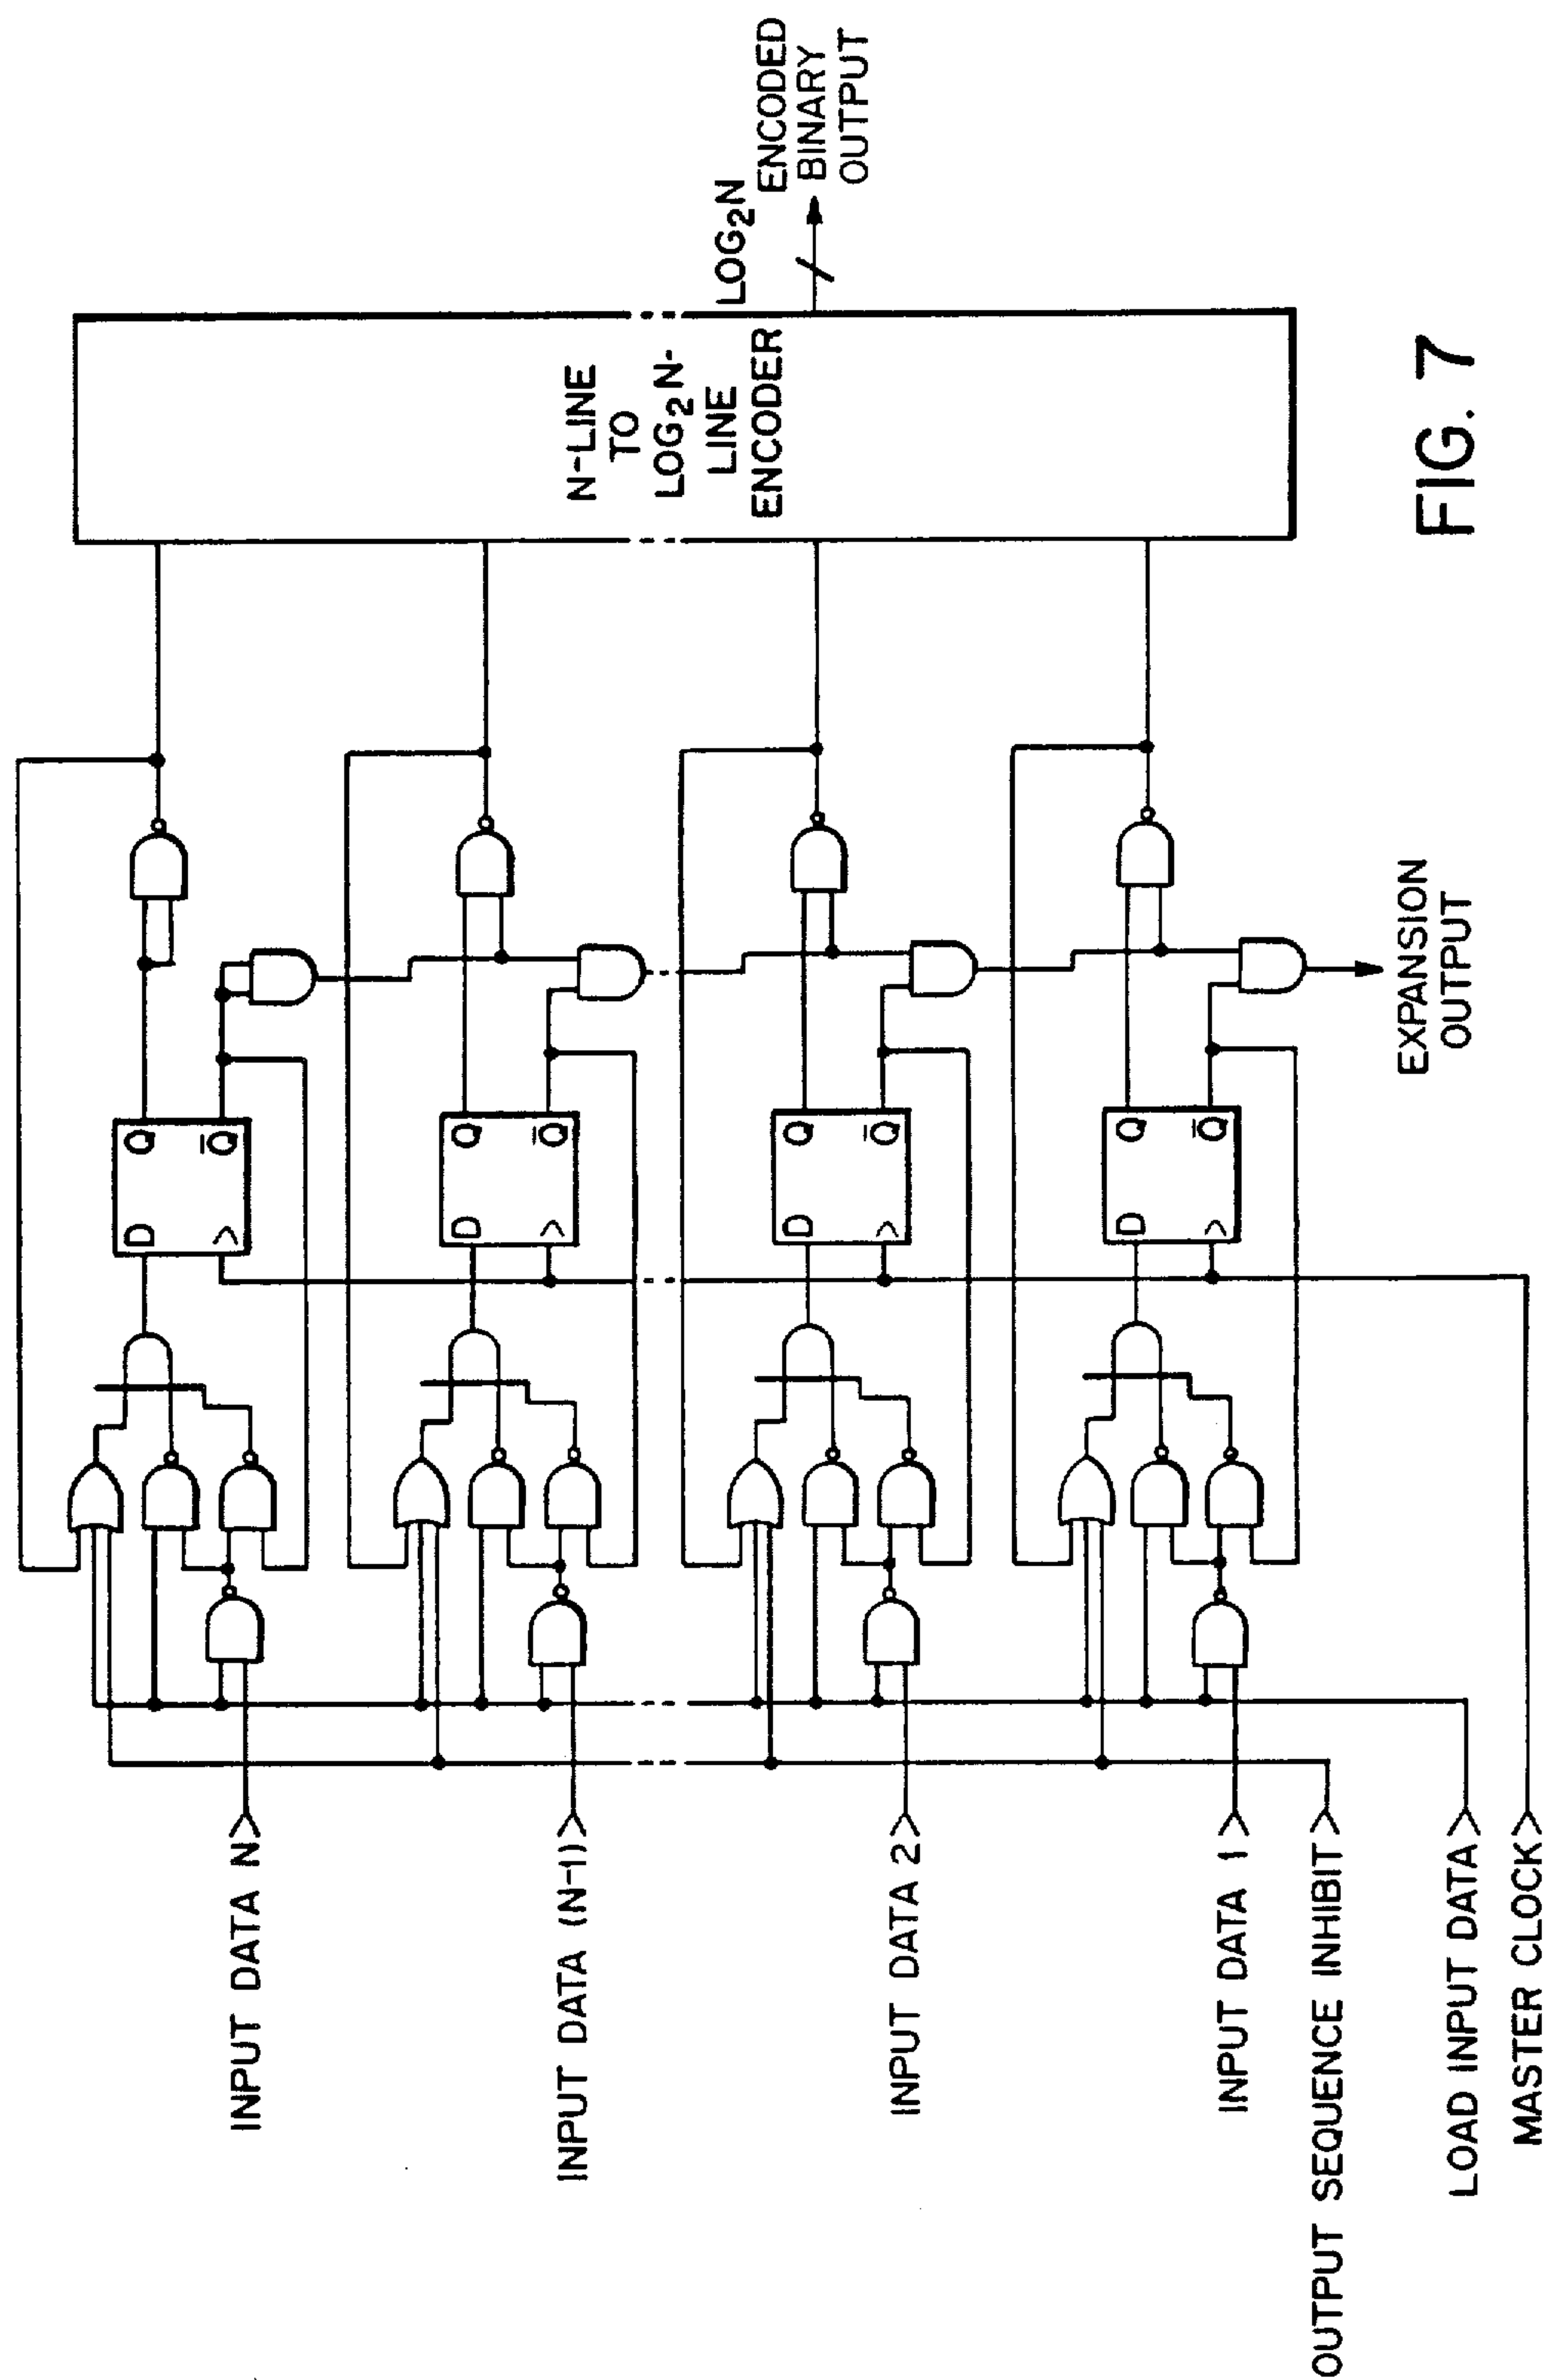 INPUT DATA N
D
Q
Q̅
INPUT DATA (N-1)
D
Q
Q̅
INPUT DATA 2
D
Q
Q̅
INPUT DATA 1
D
Q
Q̅
OUTPUT SEQUENCE INHIBIT
LOAD INPUT DATA
MASTER CLOCK
EXPANSION
OUTPUT
N-LINE
TO
LOG₂N-
LINE
ENCODER
LOG₂N
ENCODED
BINARY
OUTPUT
FIG. 7